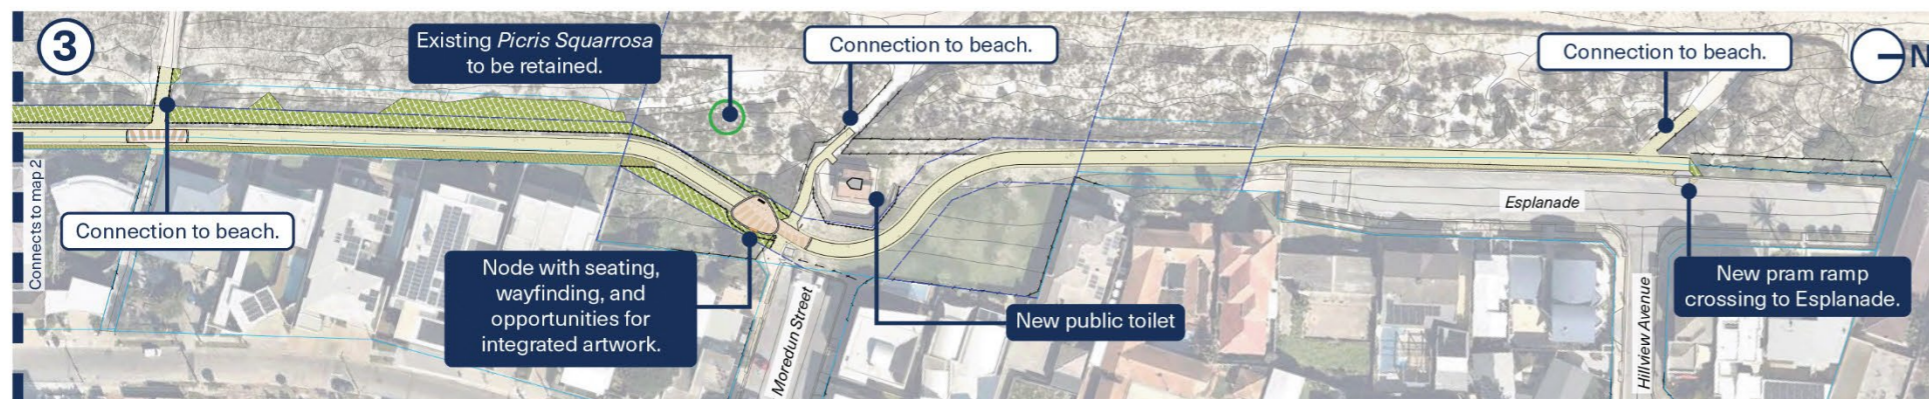 3
Existing Picris Squarrosa
to be retained.
Connection to beach.
Connection to beach.
N
Connects to map 2
Connection to beach.
Node with seating,
wayfinding, and
opportunities for
integrated artwork.
Moredun Street
New public toilet
Esplanade
Hillview Avenue
New pram ramp
crossing to Esplanade.